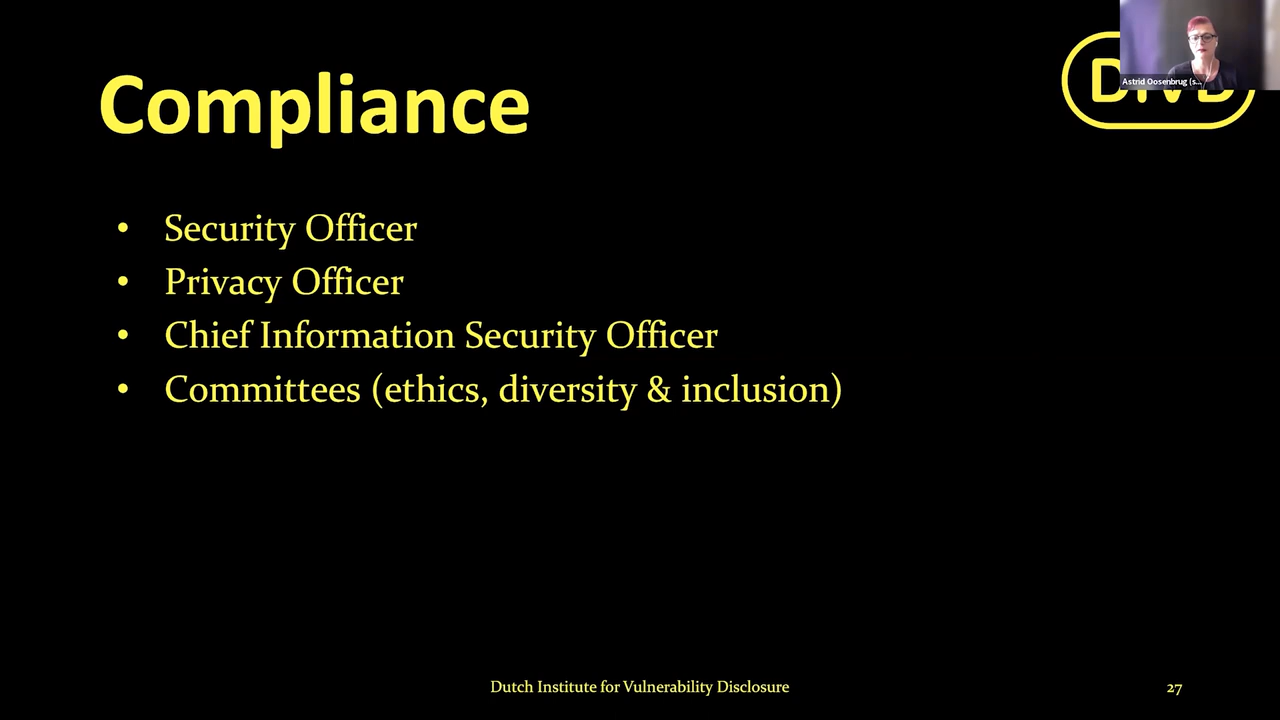 Compliance
Astrid Oosenbrug (s...
• Security Officer
• Privacy Officer
• Chief Information Security Officer
• Committees (ethics, diversity & inclusion)
Dutch Institute for Vulnerability Disclosure
27